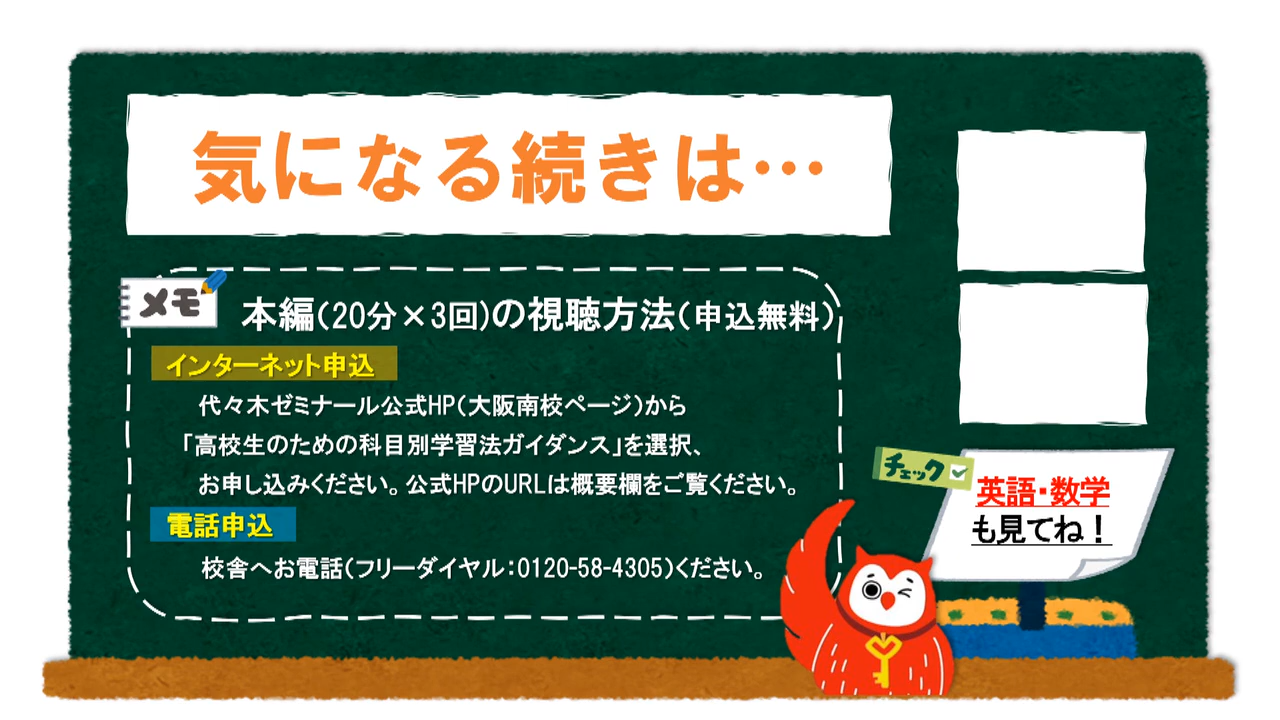 気になる続きは…
メモ
本編(20分×3回)の視聴方法(申込無料)
インターネット申込
代々木ゼミナール公式HP(大阪南校ページ)から
「高校生のための科目別学習法ガイダンス」を選択、
お申し込みください。公式HPのURLは概要欄をご覧ください。
電話申込
校舎へお電話(フリーダイヤル:0120-58-4305)ください。
チェック
英語・数学
も見てね!